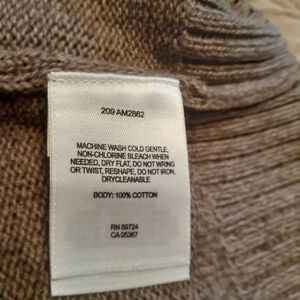 209 AM2862
MACHINE WASH COLD GENTLE,
NON-CHLORINE BLEACH WHEN
NEEDED, DRY FLAT, DO NOT WRING
OR TWIST, RESHAPE, DO NOT IRON,
DRYCLEANABLE
BODY: 100% COTTON
RN 69724
CA 05367